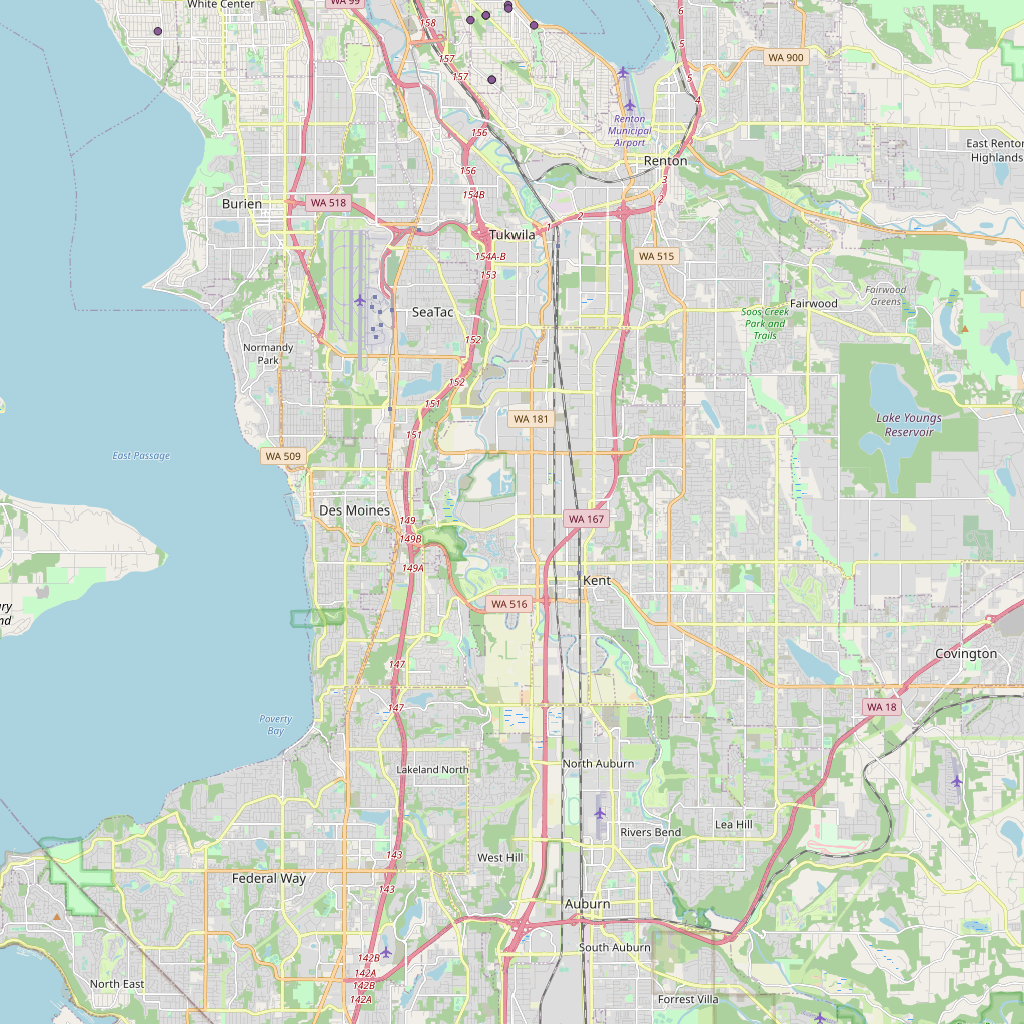 White Center
WA 99
6
158
5
157
WA 900
157
5
4
Renton
Municipal
Airport
156
East Renton
Highlands
Renton
156
3
154B
2
Burien
WA 518
2
1
Tukwila
154A-B
WA 515
153
Fairwood
Greens
Fairwood
SeaTac
Soos Creek
Park and
Trails
152
Normandy
Park
152
151
WA 181
Lake Youngs
Reservoir
151
East Passage
WA 509
Des Moines
149
WA 167
149B
149A
Kent
WA 516
ury
nd
Covington
147
147
WA 18
Poverty
Bay
Lakeland North
North Auburn
Lea Hill
Rivers Bend
143
West Hill
Federal Way
143
Auburn
South Auburn
142B
142A
North East
142B
142A
Forrest Villa